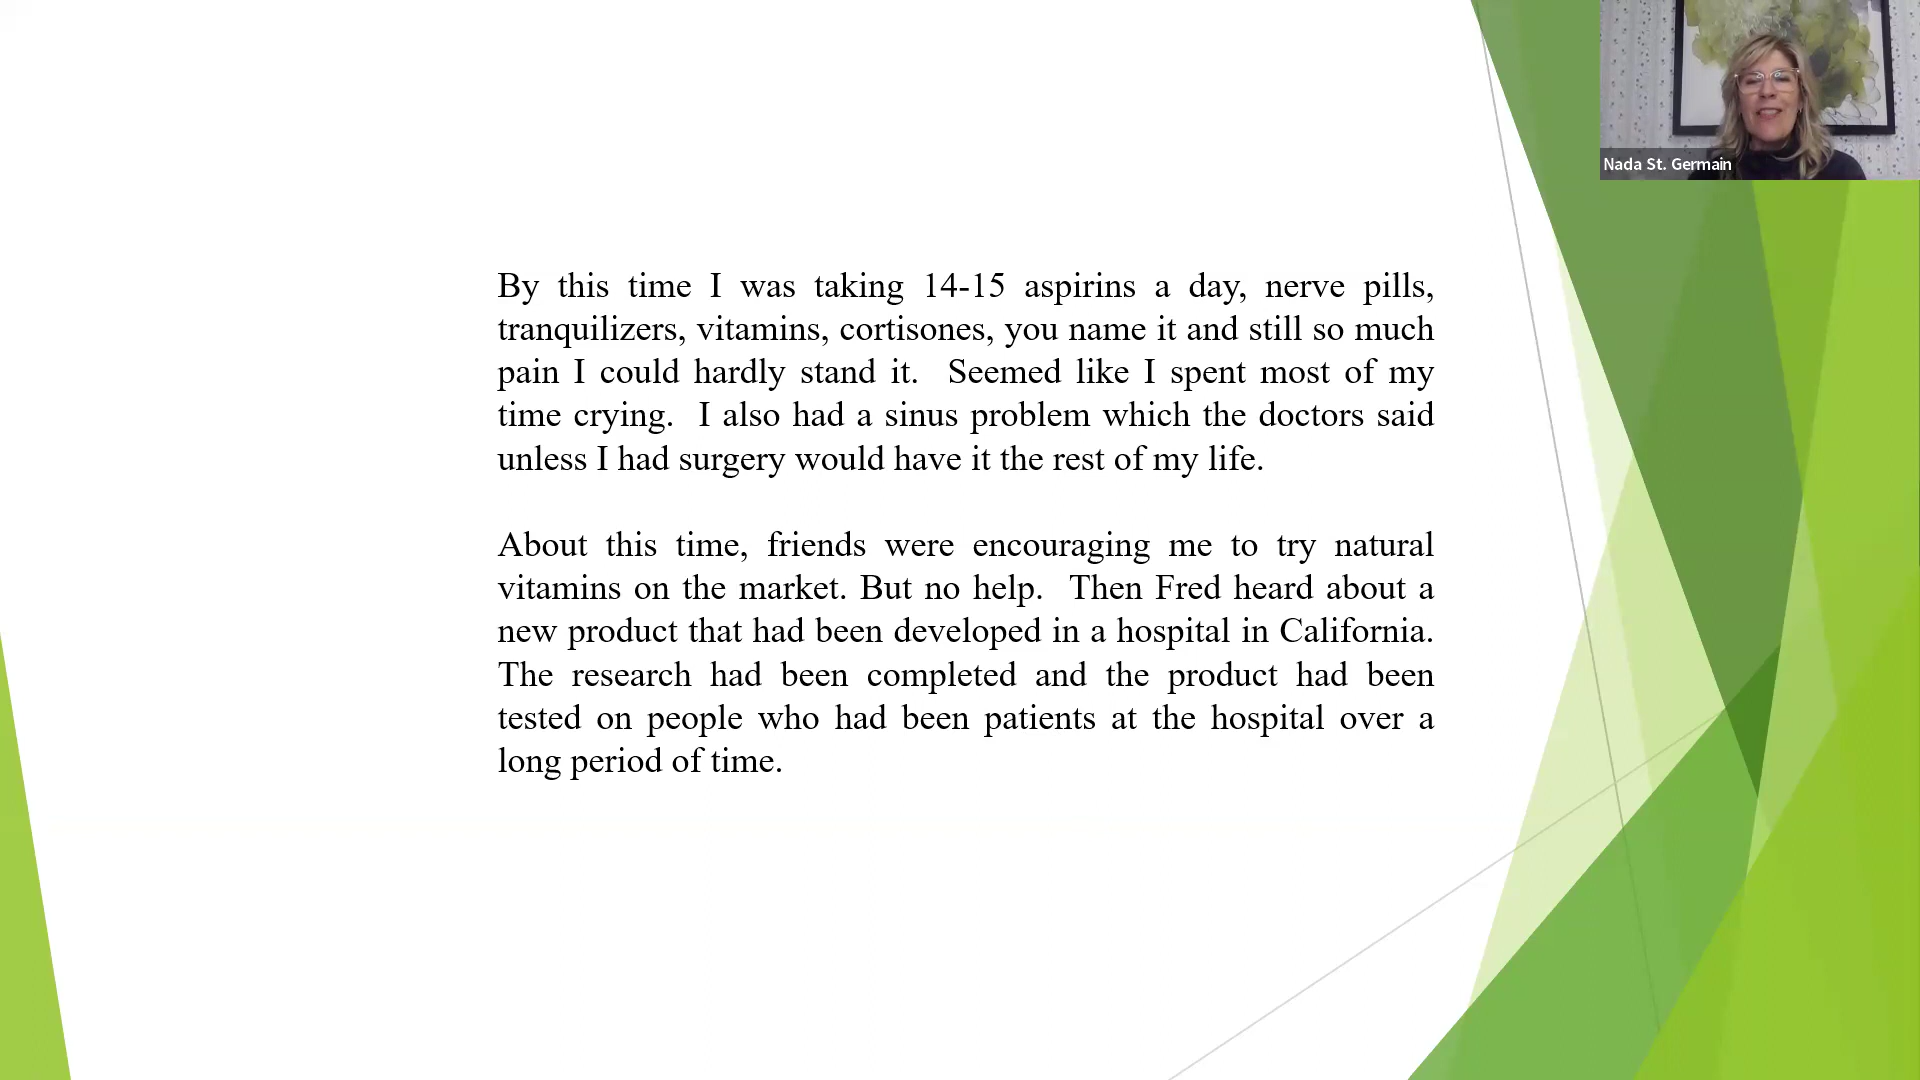 Nada St. Germain
By this time I was taking 14-15 aspirins a day, nerve pills,
tranquilizers, vitamins, cortisones, you name it and still so much
pain I could hardly stand it.  Seemed like I spent most of my
time crying.  I also had a sinus problem which the doctors said
unless I had surgery would have it the rest of my life.
About this time, friends were encouraging me to try natural
vitamins on the market. But no help.  Then Fred heard about a
new product that had been developed in a hospital in California.
The research had been completed and the product had been
tested on people who had been patients at the hospital over a
long period of time.